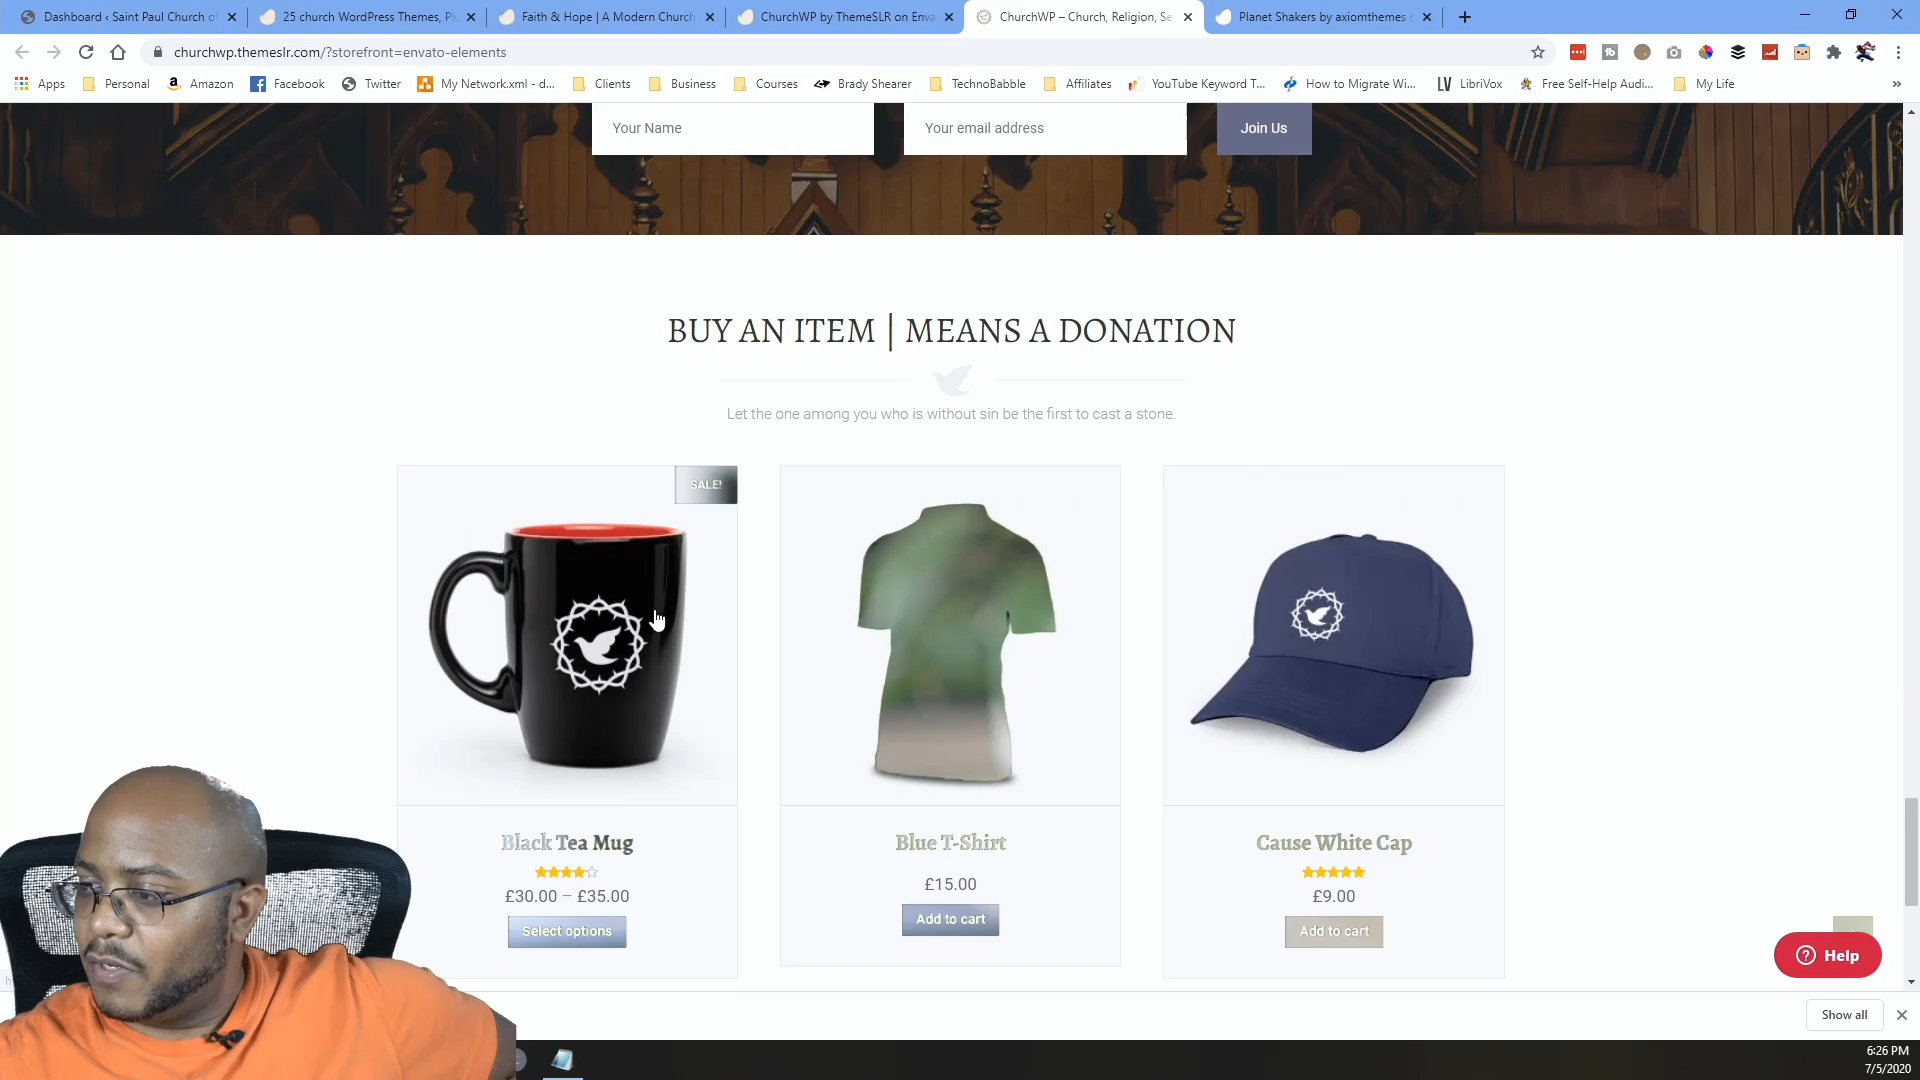 Dashboard ‹ Saint Paul Church of
25 church WordPress Themes, Pl
Faith & Hope | A Modern Church
ChurchWP by ThemeSLR on Enva
ChurchWP – Church, Religion, Se
Planet Shakers by axiomthemes
churchwp.themeslr.com/?storefront=envato-elements
Apps
Personal
Amazon
Facebook
Twitter
My Network.xml - d...
Clients
Business
Courses
Brady Shearer
TechnoBabble
Affiliates
YouTube Keyword T...
How to Migrate Wi...
LV
LibriVox
Free Self-Help Audi...
My Life
»
Your Name
Your email address
Join Us
BUY AN ITEM | MEANS A DONATION
Let the one among you who is without sin be the first to cast a stone.
SALE!
Black Tea Mug
£30.00 – £35.00
Select options
Blue T-Shirt
£15.00
Add to cart
Cause White Cap
£9.00
Add to cart
Help
Show all
6:26 PM
7/5/2020